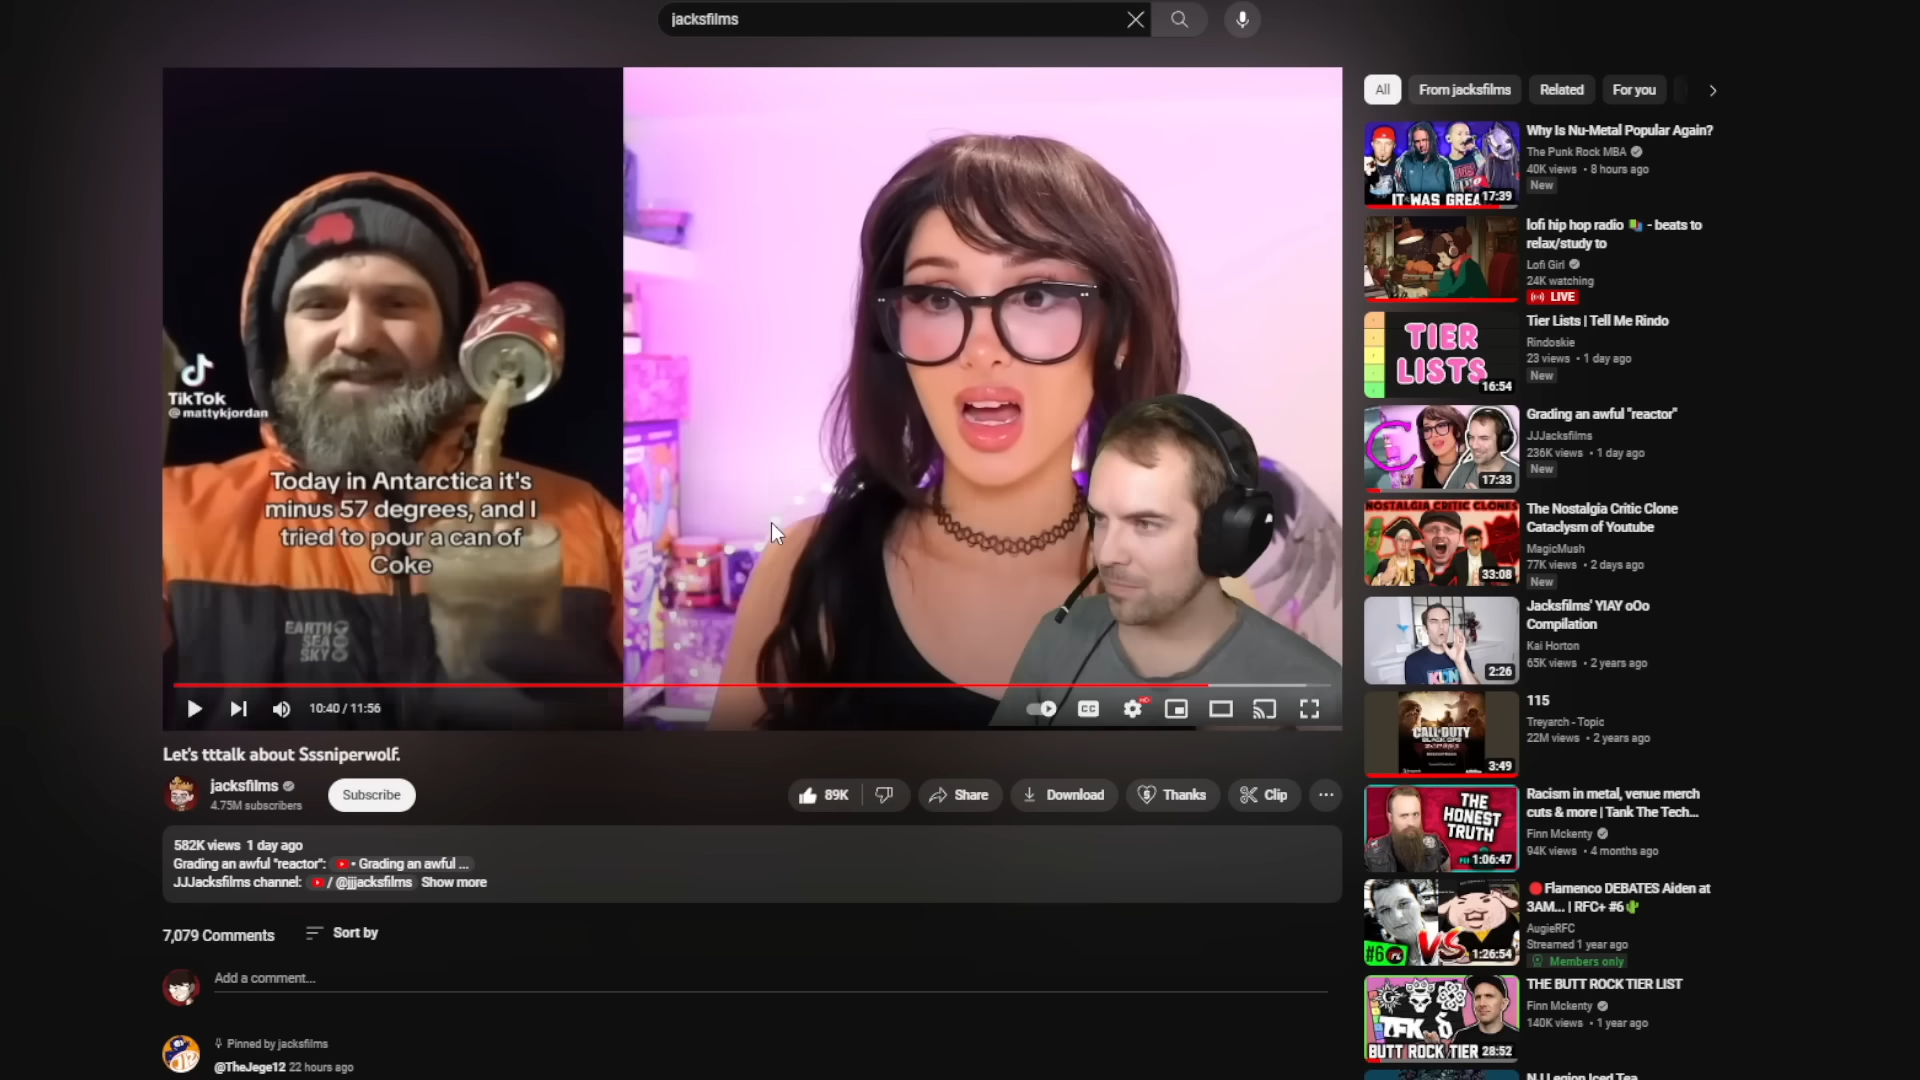 jacksfilms
All
From jacksfilms
Related
For you
TikTok
@mattykjordan
Today in Antarctica it's
minus 57 degrees, and I
tried to pour a can of
Coke
EARTH
SEA
SKY
10:40 / 11:56
CC
HD
Let's tttalk about Sssniperwolf.
jacksfilms
4.75M subscribers
Subscribe
89K
Share
Download
Thanks
Clip
582K views 1 day ago
Grading an awful "reactor": • Grading an awful ...
JJJacksfilms channel: / @jjjacksfilms Show more
7,079 Comments
Sort by
Add a comment...
Pinned by jacksfilms
@TheJege12 22 hours ago
IT WAS GREA
17:39
Why Is Nu-Metal Popular Again?
The Punk Rock MBA
40K views • 8 hours ago
New
lofi hip hop radio - beats to
relax/study to
Lofi Girl
24K watching
LIVE
TIER
LISTS
16:54
Tier Lists | Tell Me Rindo
Rindoskie
23 views • 1 day ago
New
C
17:33
Grading an awful "reactor"
JJJacksfilms
236K views • 1 day ago
New
NOSTALGIA CRITIC CLONES
33:08
The Nostalgia Critic Clone
Cataclysm of Youtube
MagicMush
77K views • 2 days ago
New
2:26
Jacksfilms' YIAY oOo
Compilation
Kai Horton
65K views • 2 years ago
CALL OF DUTY
BLACK OPS
3:49
115
Treyarch - Topic
22M views • 2 years ago
THE
HONEST
TRUTH
1:06:47
Racism in metal, venue merch
cuts & more | Tank The Tech...
Finn Mckenty
94K views • 4 months ago
#6
VS
1:26:54
Flamenco DEBATES Aiden at
3AM... | RFC+ #6
AugieRFC
Streamed 1 year ago
Members only
TFK
BUTT ROCK TIER
28:52
THE BUTT ROCK TIER LIST
Finn Mckenty
140K views • 1 year ago